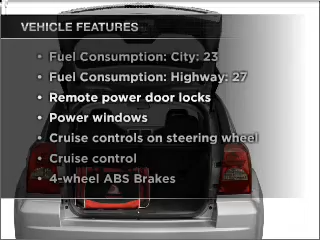 VEHICLE FEATURES
• Fuel Consumption: City: 23
• Fuel Consumption: Highway: 27
• Remote power door locks
• Power windows
• Cruise controls on steering wheel
• Cruise control
• 4-wheel ABS Brakes